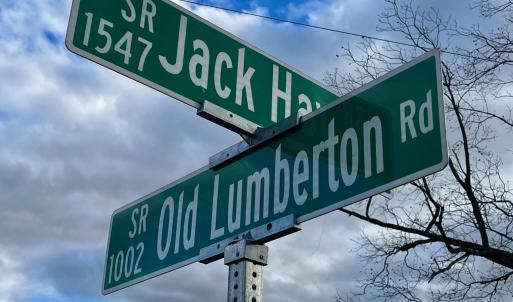 SR
1547 Jack
SR
1002 Old Lumberton Rd